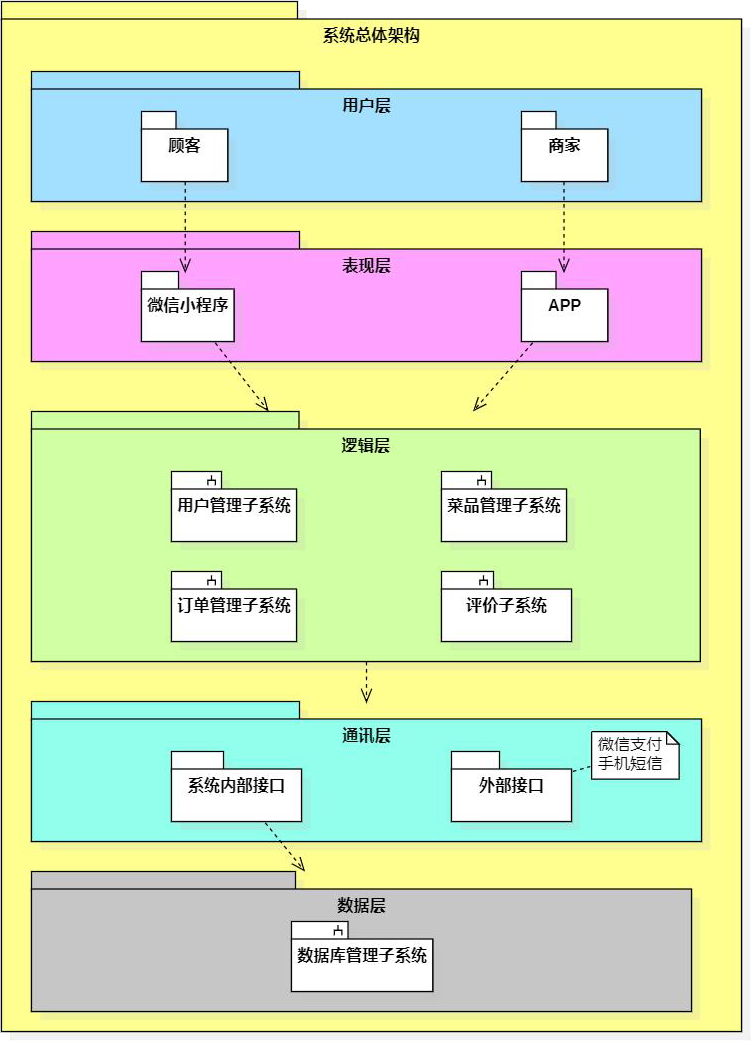 系统总体架构
用户层
顾客
商家
表现层
微信小程序
APP
逻辑层
用户管理子系统
菜品管理子系统
订单管理子系统
评价子系统
通讯层
微信支付
手机短信
系统内部接口
外部接口
数据层
数据库管理子系统